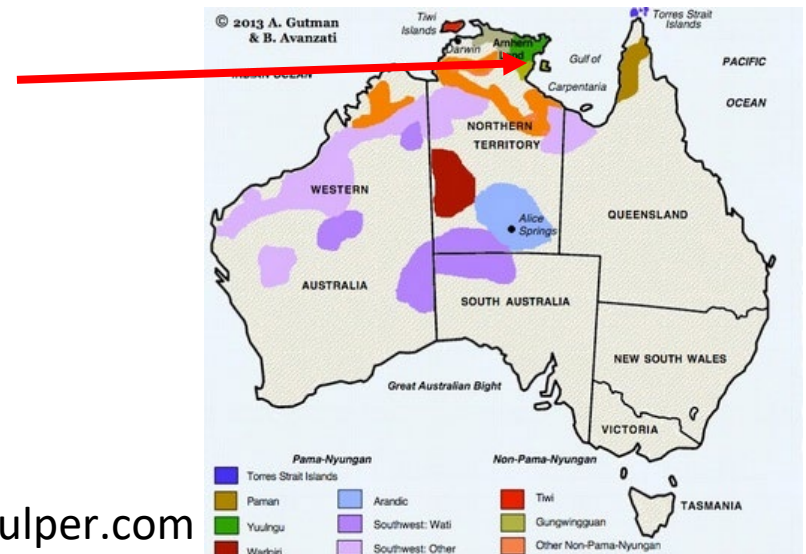 © 2013 A. Gutman
& B. Avanzati
Tiwi
Islands
Torres Strait
Islands
Darwin
Arnhem
Land
Gulf of
Carpentaria
PACIFIC
OCEAN
INDIAN OCEAN
NORTHERN
TERRITORY
WESTERN
AUSTRALIA
Alice
Springs
QUEENSLAND
SOUTH AUSTRALIA
NEW SOUTH WALES
Great Australian Bight
VICTORIA
TASMANIA
Pama-Nyungan
Non-Pama-Nyungan
Torres Strait Islands
Paman
Arandic
Tiwi
Yuulngu
Southwest: Wati
Gungwingguan
Warlpiri
Southwest: Other
Other Non-Pama-Nyungan
ulper.com